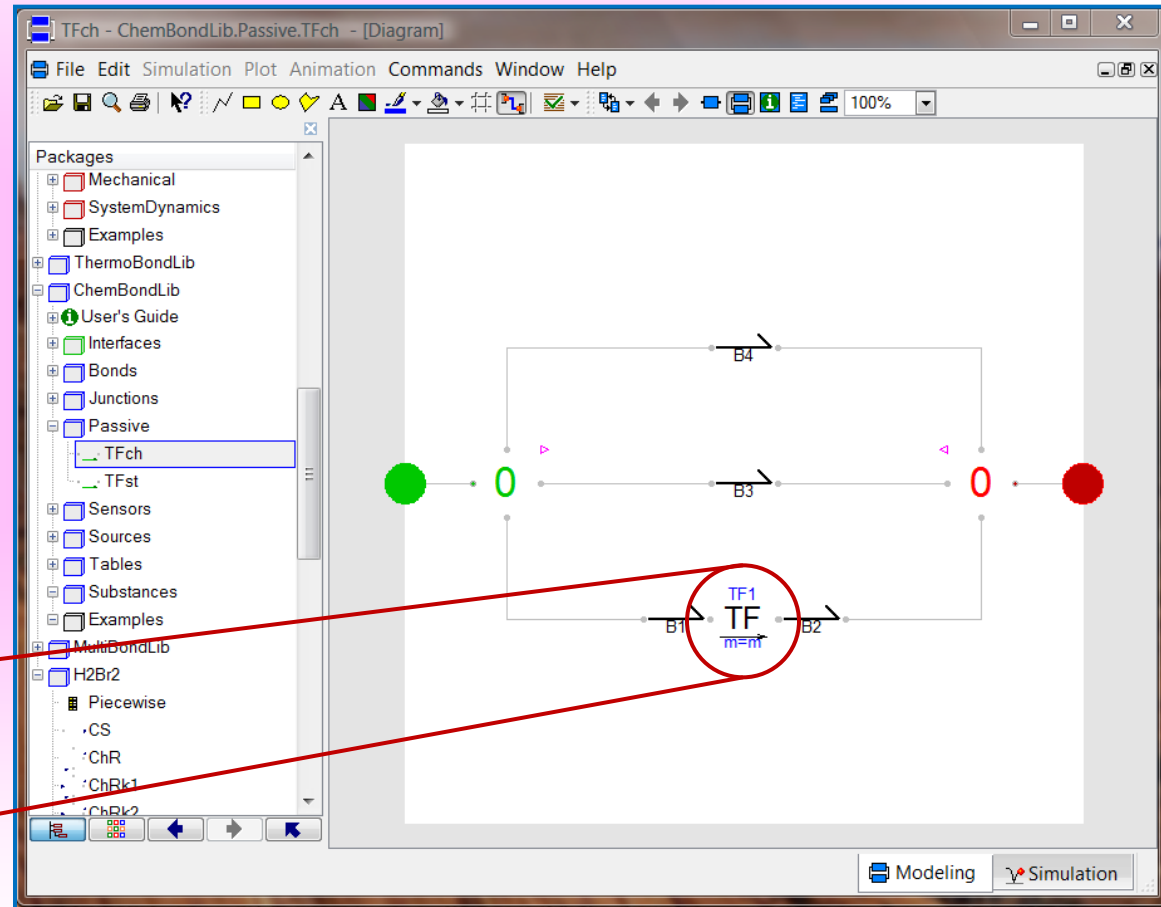 TFch - ChemBondLib.Passive.TFch - [Diagram]
File Edit Simulation Plot Animation Commands Window Help
A 100%
Packages
Mechanical
SystemDynamics
Examples
ThermoBondLib
ChemBondLib
User's Guide
Interfaces
Bonds
Junctions
Passive
TFch
TFst
Sensors
Sources
Tables
Substances
Examples
MultiBondLib
H2Br2
Piecewise
CS
ChR
ChRk1
ChRk2
B4
0 B3 0
TF1
B1 TF B2
m=m
Modeling Simulation